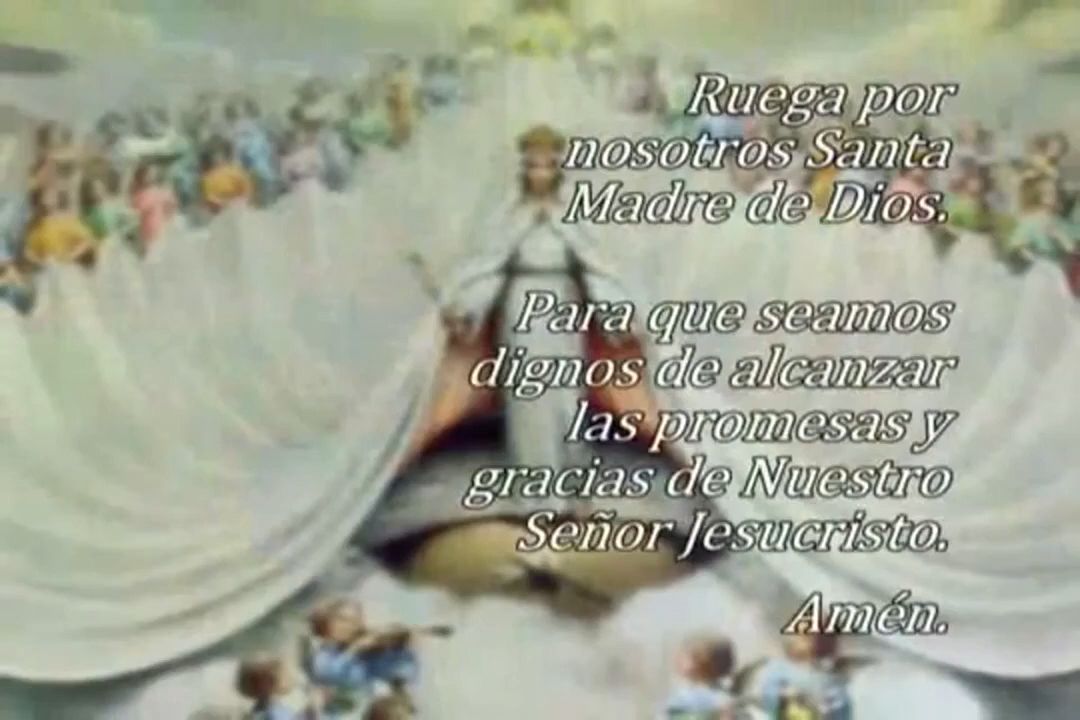 Ruega por
nosotros Santa
Madre de Dios.
Para que seamos
dignos de alcanzar
las promesas y
gracias de Nuestro
Señor Jesucristo.
Amén.